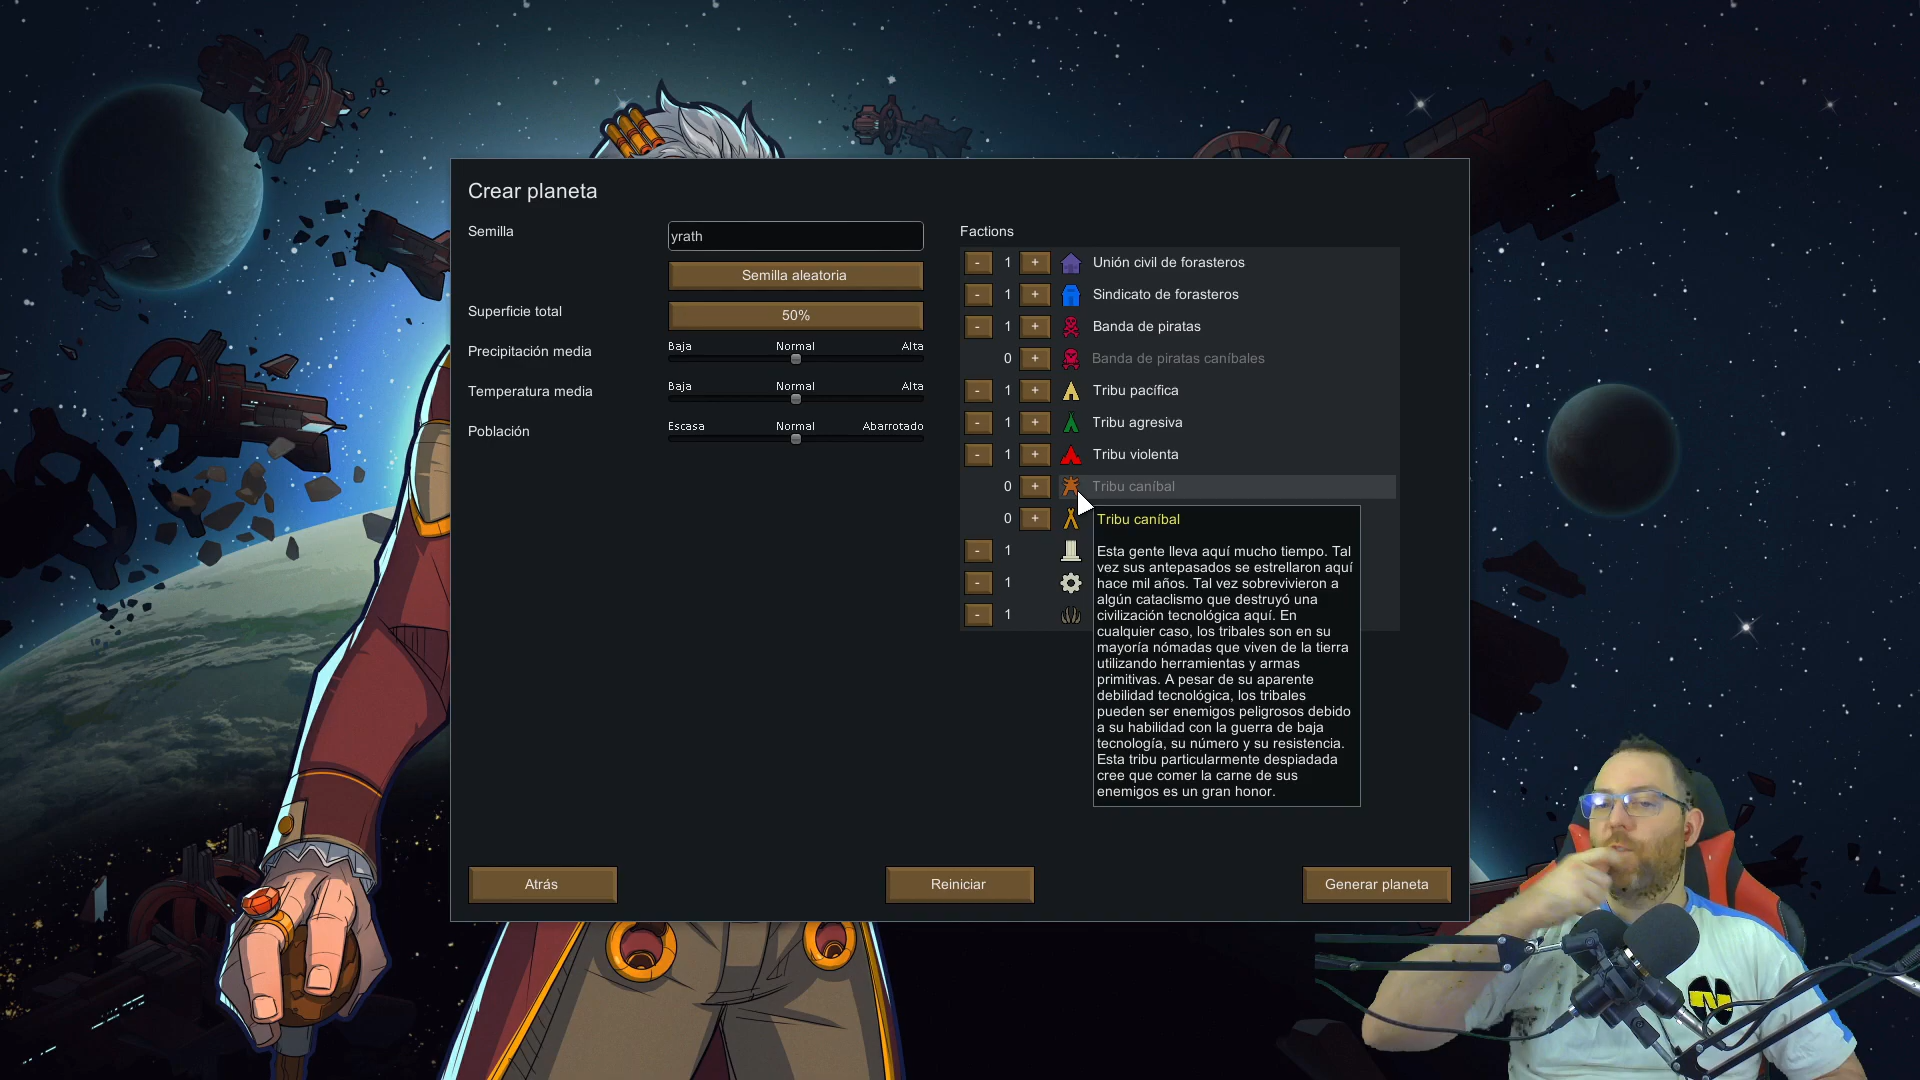 Crear planeta
Semilla
yrath
Semilla aleatoria
Superficie total
50%
Precipitación media
Baja Normal Alta
Temperatura media
Baja Normal Alta
Población
Escasa Normal Abarrotado
Factions
- 1 + Unión civil de forasteros
- 1 + Sindicato de forasteros
- 1 + Banda de piratas
0 + Banda de piratas caníbales
- 1 + Tribu pacífica
- 1 + Tribu agresiva
- 1 + Tribu violenta
0 + Tribu caníbal
0 +
- 1
- 1
- 1
Tribu caníbal
Esta gente lleva aquí mucho tiempo. Tal
vez sus antepasados se estrellaron aquí
hace mil años. Tal vez sobrevivieron a
algún cataclismo que destruyó una
civilización tecnológica aquí. En
cualquier caso, los tribales son en su
mayoría nómadas que viven de la tierra
utilizando herramientas y armas
primitivas. A pesar de su aparente
debilidad tecnológica, los tribales
pueden ser enemigos peligrosos debido
a su habilidad con la guerra de baja
tecnología, su número y su resistencia.
Esta tribu particularmente despiadada
cree que comer la carne de sus
enemigos es un gran honor.
Atrás
Reiniciar
Generar planeta